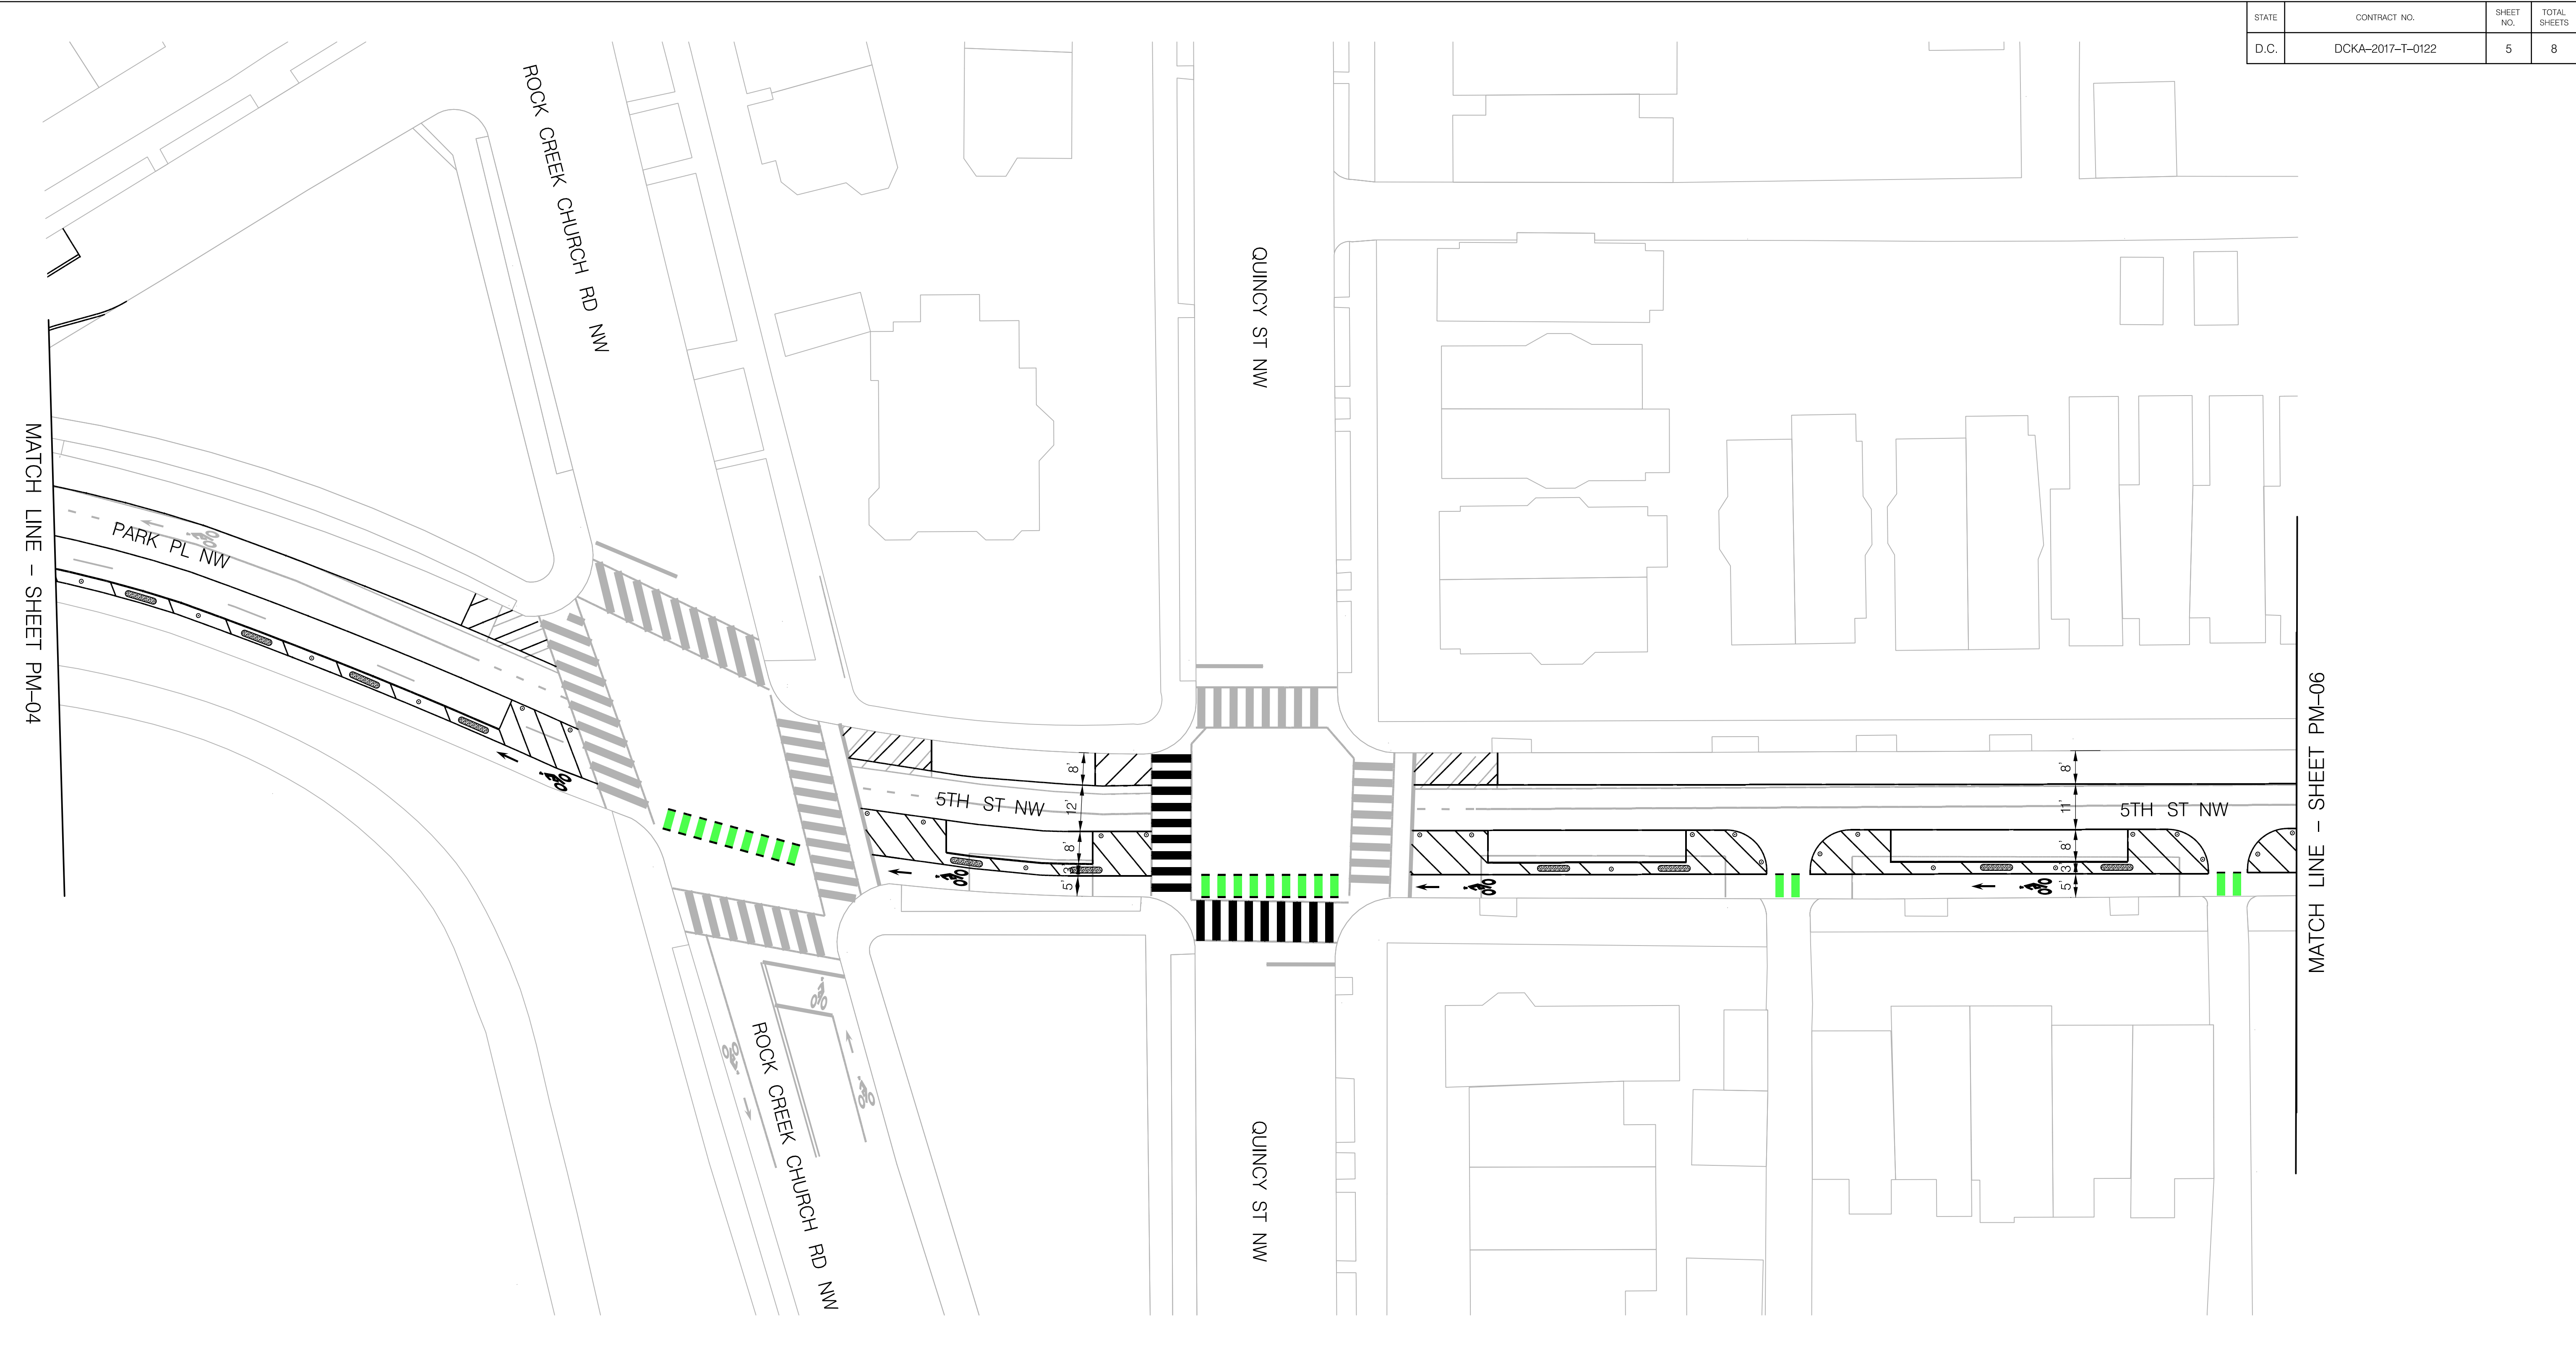 STATE
CONTRACT NO.
SHEET NO.
TOTAL SHEETS
D.C.
DCKA–2017–T–0122
5
8
ROCK CREEK CHURCH RD NW
QUINCY ST NW
MATCH LINE – SHEET PM–04
PARK PL NW
5TH ST NW
8'
12'
8'
3'
5'
8'
11'
8'
3'
5'
5TH ST NW
MATCH LINE – SHEET PM–06
ROCK CREEK CHURCH RD NW
QUINCY ST NW